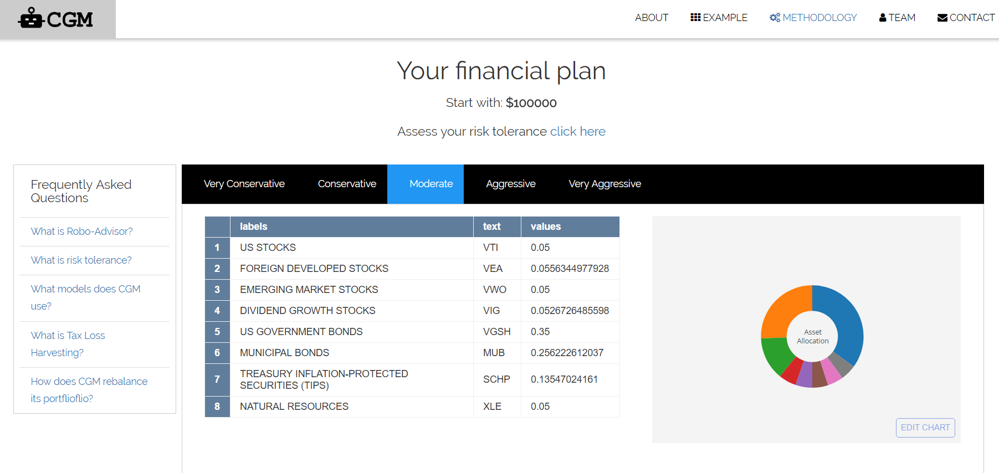 CGM
ABOUT EXAMPLE METHODOLOGY TEAM CONTACT
Your financial plan
Start with: $100000
Assess your risk tolerance click here
Frequently Asked
Questions
What is Robo-Advisor?
What is risk tolerance?
What models does CGM
use?
What is Tax Loss
Harvesting?
How does CGM rebalance
its portflioflio?
Very Conservative Conservative Moderate Aggressive Very Aggressive
labels text values
1 US STOCKS VTI 0.05
2 FOREIGN DEVELOPED STOCKS VEA 0.0556344977928
3 EMERGING MARKET STOCKS VWO 0.05
4 DIVIDEND GROWTH STOCKS VIG 0.0526726485598
5 US GOVERNMENT BONDS VGSH 0.35
6 MUNICIPAL BONDS MUB 0.256222612037
7 TREASURY INFLATION-PROTECTED
SECURITIES (TIPS) SCHP 0.13547024161
8 NATURAL RESOURCES XLE 0.05
Asset
Allocation
EDIT CHART